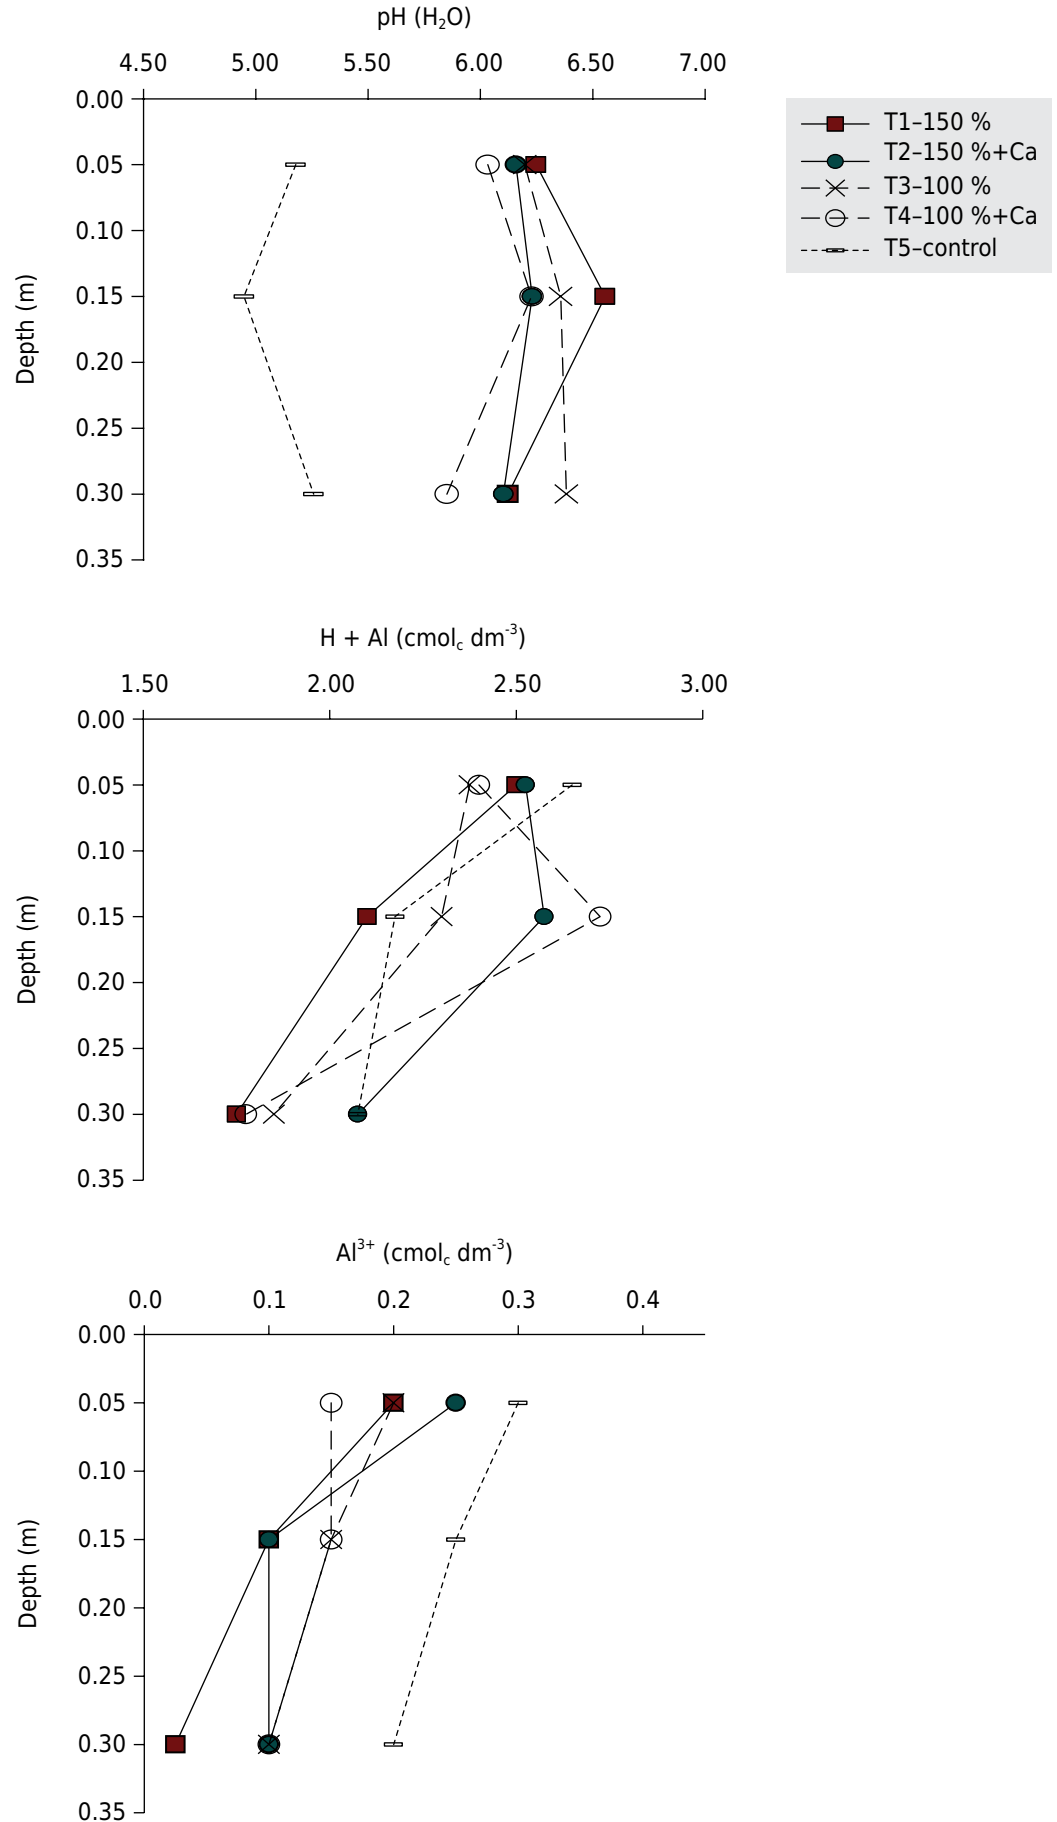 pH (H₂O)
4.50 5.00 5.50 6.00 6.50 7.00
0.00
0.05
0.10
0.15
0.20
0.25
0.30
0.35
Depth (m)
T1–150 %
T2–150 %+Ca
T3–100 %
T4–100 %+Ca
T5–control
H + Al (cmol꜀ dm⁻³)
1.50 2.00 2.50 3.00
0.00
0.05
0.10
0.15
0.20
0.25
0.30
0.35
Depth (m)
Al³⁺ (cmol꜀ dm⁻³)
0.0 0.1 0.2 0.3 0.4
0.00
0.05
0.10
0.15
0.20
0.25
0.30
0.35
Depth (m)